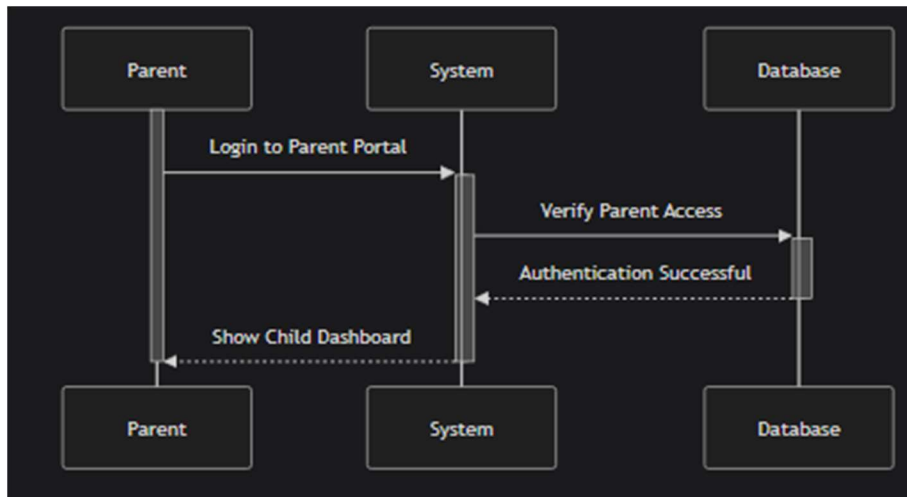 Parent
System
Database
Login to Parent Portal
Verify Parent Access
Authentication Successful
Show Child Dashboard
Parent
System
Database